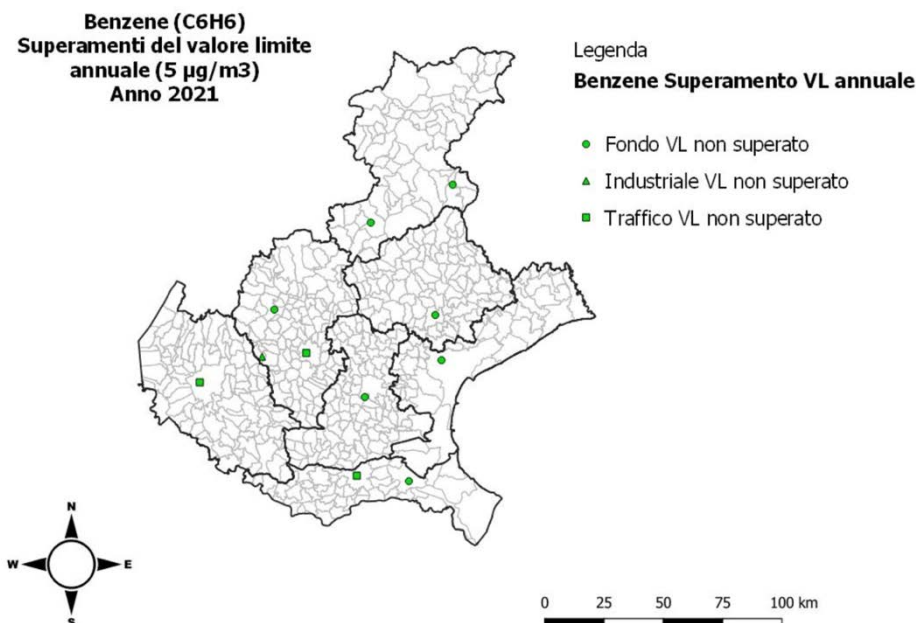 Benzene (C6H6)
Superamenti del valore limite
annuale (5 µg/m3)
Anno 2021
Legenda
Benzene Superamento VL annuale
Fondo VL non superato
Industriale VL non superato
Traffico VL non superato
N
W E
S
0 25 50 75 100 km